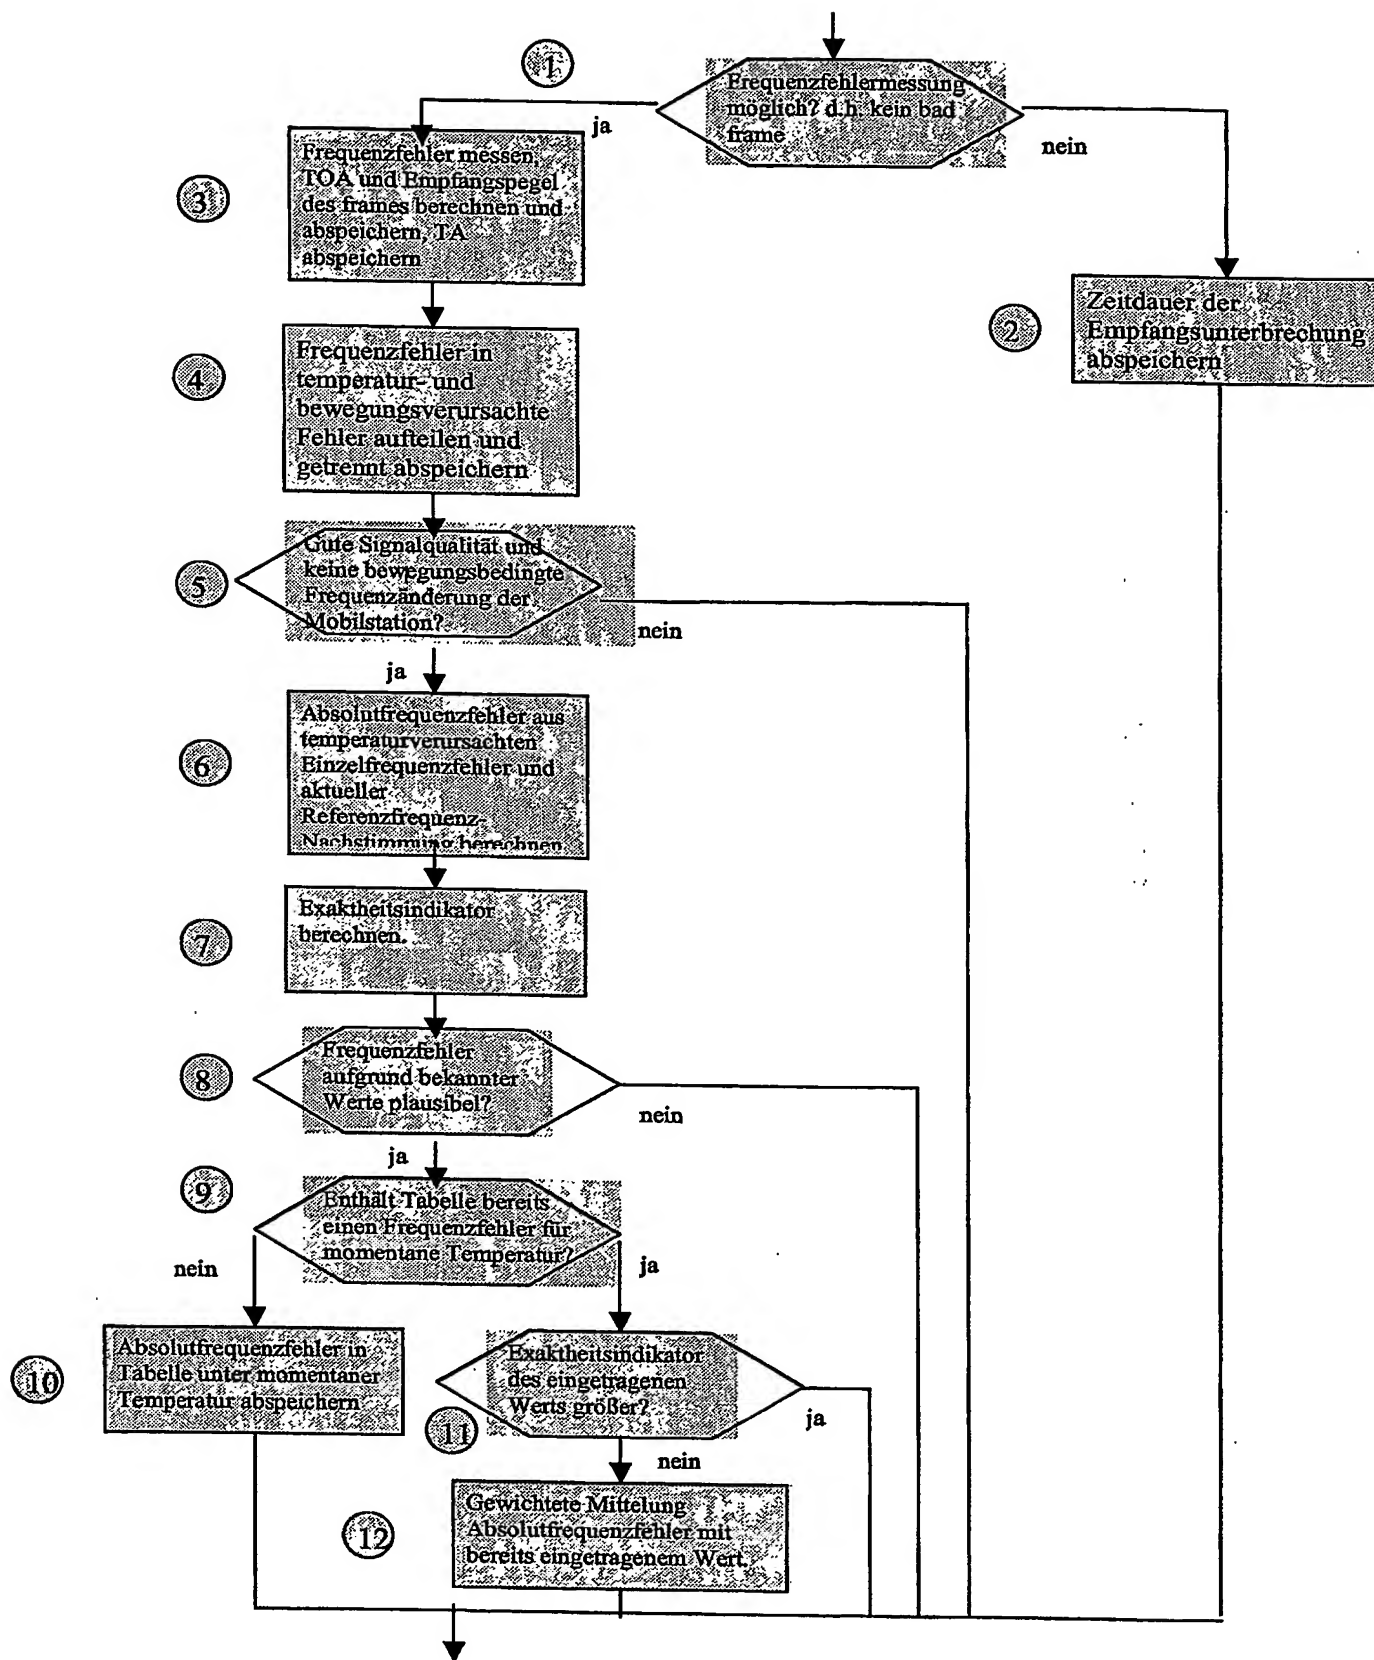 1
Frequenzfehlermessung
möglich? d.h. kein bad
frame
ja
nein
3
Frequenzfehler messen,
TOA und Empfangspegel
des frames berechnen und
abspeichern, TA
abspeichern
2
Zeitdauer der
Empfangsunterbrechung
abspeichern
4
Frequenzfehler in
temperatur- und
bewegungsverursachte
Fehler aufteilen und
getrennt abspeichern
5
Gute Signalqualität und
keine bewegungsbedingte
Frequenzänderung der
Mobilstation?
nein
ja
6
Absolutfrequenzfehler aus
temperaturverursachten
Einzelfrequenzfehler und
aktueller
Referenzfrequenz-
Nachstimmung berechnen
7
Exaktheitsindikator
berechnen.
8
Frequenzfehler
aufgrund bekannter
Werte plausibel?
nein
ja
9
Enthält Tabelle bereits
einen Frequenzfehler für
momentane Temperatur?
nein
ja
10
Absolutfrequenzfehler in
Tabelle unter momentaner
Temperatur abspeichern
11
Exaktheitsindikator
des eingetragenen
Werts größer?
ja
nein
12
Gewichtete Mittelung
Absolutfrequenzfehler mit
bereits eingetragenem Wert.